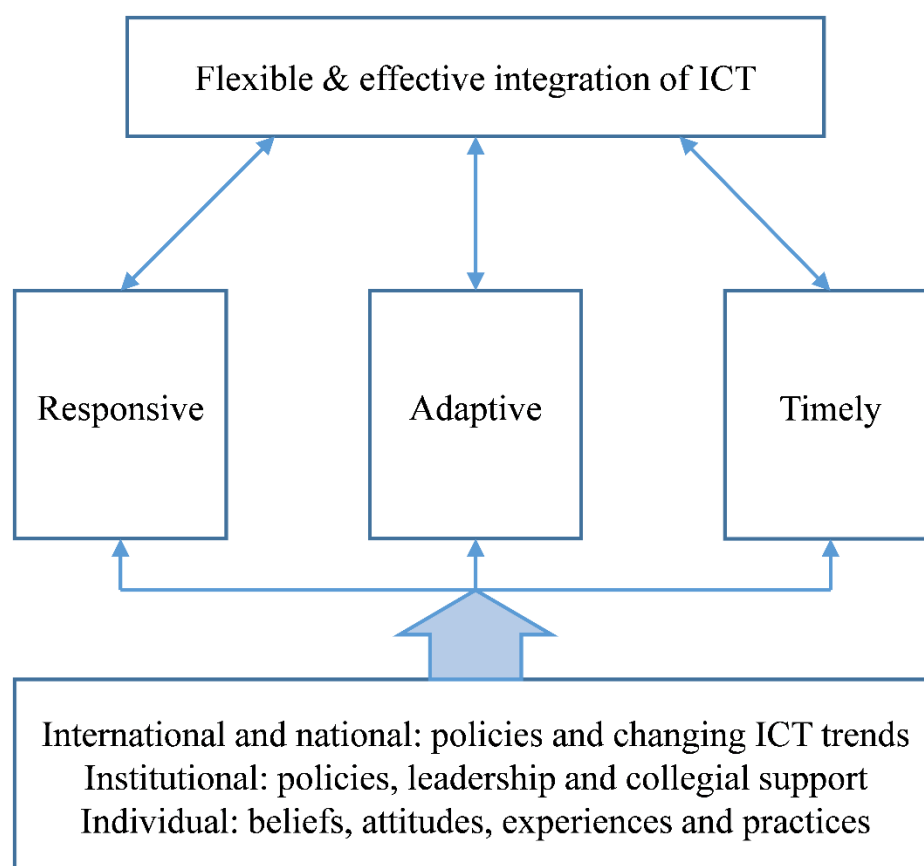 Flexible & effective integration of ICT
Responsive
Adaptive
Timely
International and national: policies and changing ICT trends
Institutional: policies, leadership and collegial support
Individual: beliefs, attitudes, experiences and practices